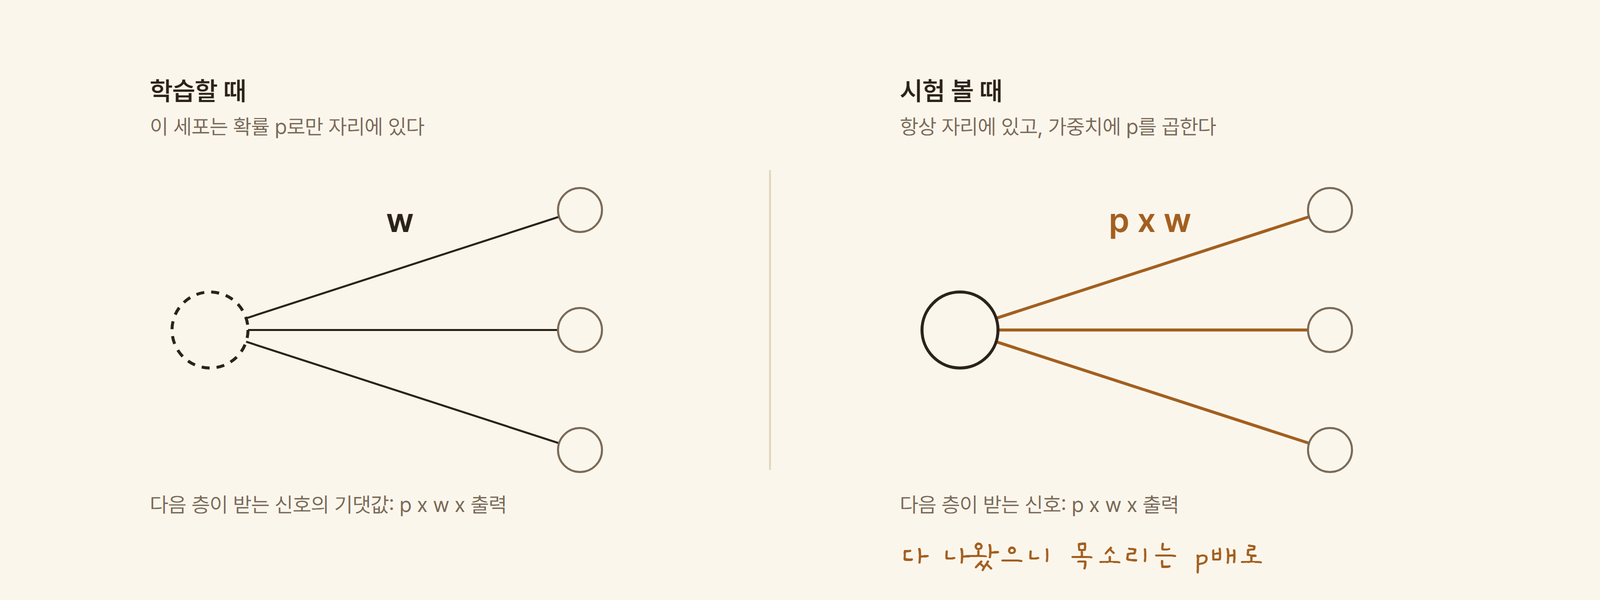 학습할 때
이 세포는 확률 p로만 자리에 있다
w
다음 층이 받는 신호의 기댓값: p x w x 출력
시험 볼 때
항상 자리에 있고, 가중치에 p를 곱한다
p x w
다음 층이 받는 신호: p x w x 출력
다 나왔으니 목소리는 p배로